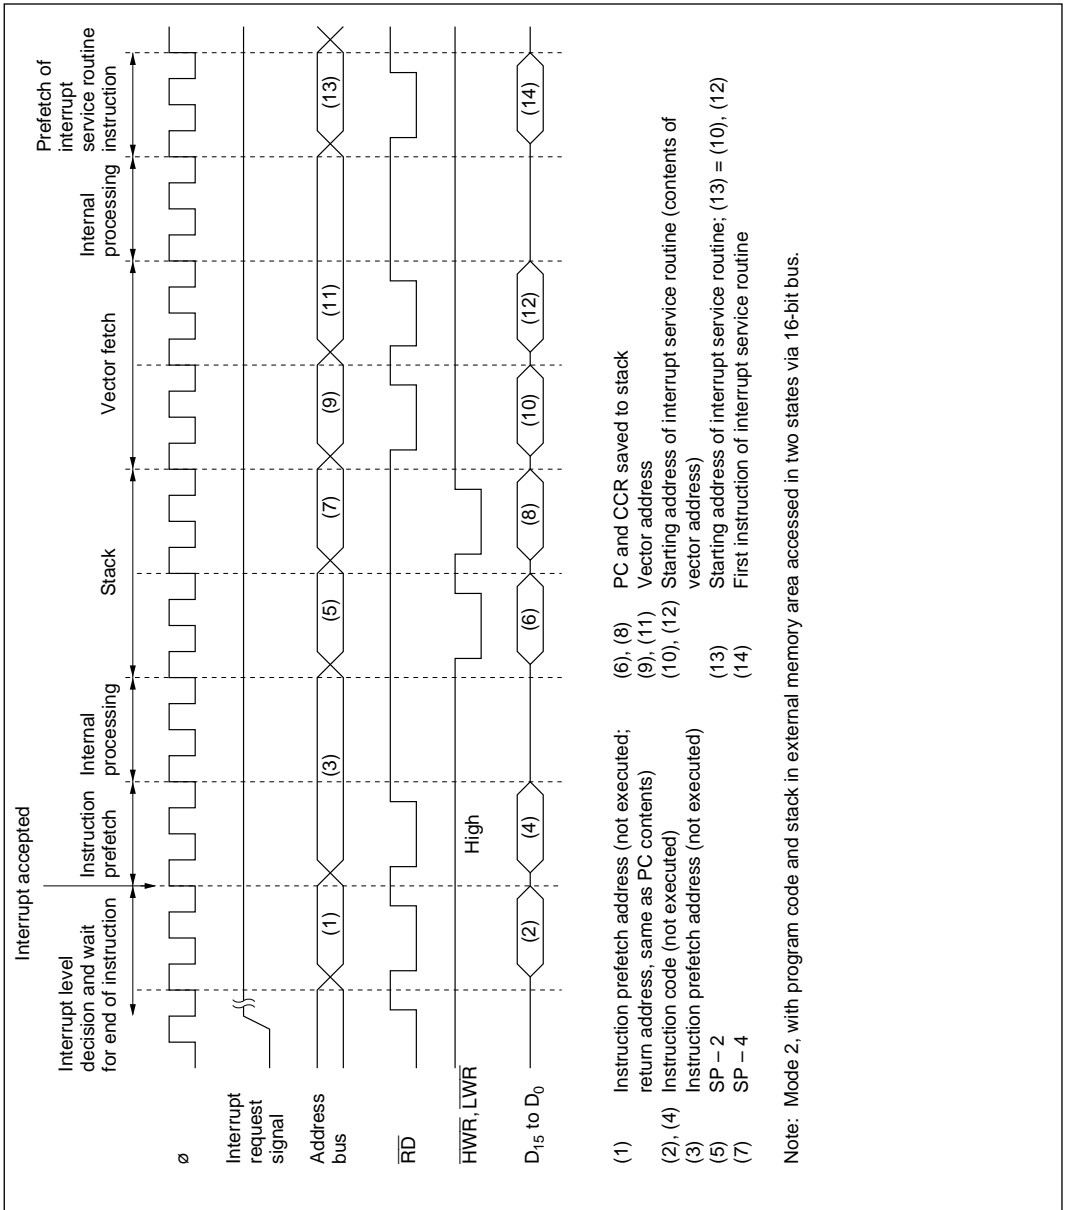 Interrupt accepted
Interrupt level
decision and wait
for end of instruction
Instruction
prefetch
Internal
processing
Stack
Vector fetch
Internal
processing
Prefetch of
interrupt
service routine
instruction
ø
Interrupt
request
signal
Address
bus
(1)
(3)
(5)
(7)
(9)
(11)
(13)
RD
HWR, LWR
High
D15 to D0
(2)
(4)
(6)
(8)
(10)
(12)
(14)
(1) Instruction prefetch address (not executed;
return address, same as PC contents)
(2), (4) Instruction code (not executed)
(3) Instruction prefetch address (not executed)
(5) SP – 2
(7) SP – 4
(6), (8) PC and CCR saved to stack
(9), (11) Vector address
(10), (12) Starting address of interrupt service routine (contents of
vector address)
(13) Starting address of interrupt service routine; (13) = (10), (12)
(14) First instruction of interrupt service routine
Note: Mode 2, with program code and stack in external memory area accessed in two states via 16-bit bus.